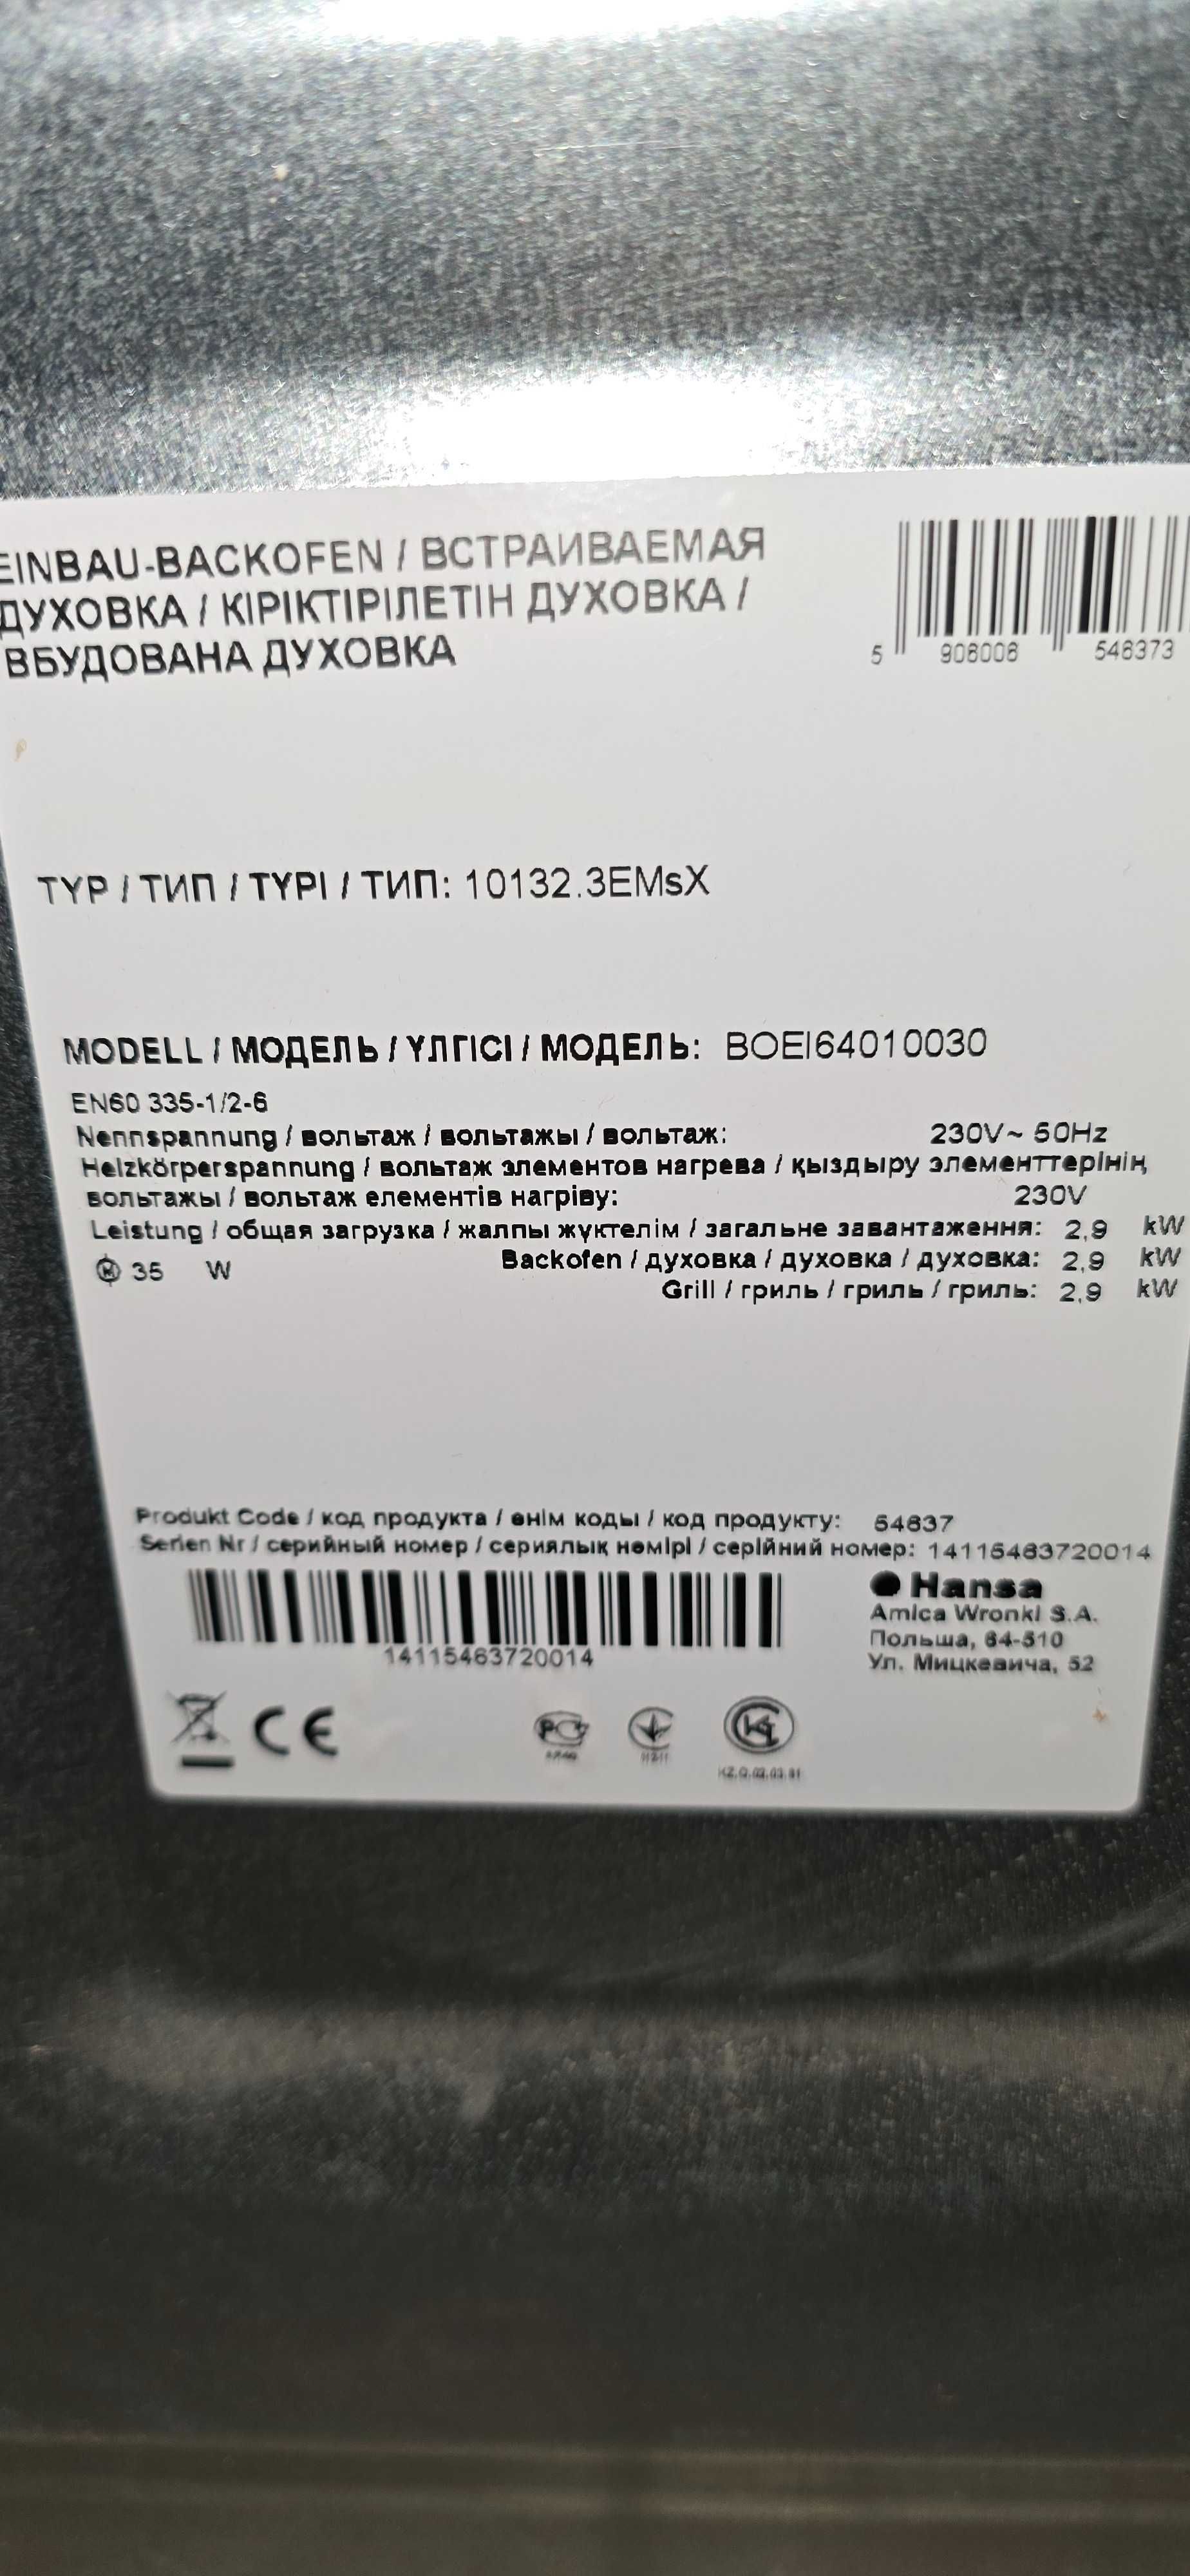 EINBAU-BACKOFEN / ВСТРАИВАЕМАЯ
ДУХОВКА / КІРІКТІРІЛЕТІН ДУХОВКА /
ВБУДОВАНА ДУХОВКА
5 906006 546373
TYP / ТИП / TYPI / ТИП: 10132.3EMsX
MODELL / МОДЕЛЬ / ҮЛГІСІ / МОДЕЛЬ: BOEI64010030
EN60 335-1/2-6
Nennspannung / вольтаж / вольтажы / вольтаж: 230V~ 50Hz
Heizkörperspannung / вольтаж элементов нагрева / қыздыру элементтерінің
вольтажы / вольтаж елементів нагріву: 230V
Leistung / общая загрузка / жалпы жүктелім / загальне завантаження: 2,9 kW
M 35 W Backofen / духовка / духовка / духовка: 2,9 kW
Grill / гриль / гриль / гриль: 2,9 kW
Produkt Code / код продукта / өнім коды / код продукту: 54637
Serien Nr / серийный номер / сериялық нөмірі / серійний номер: 14115463720014
14115463720014
Hansa
Amica Wronki S.A.
Польша, 64-510
Ул. Мицкевича, 52
CE